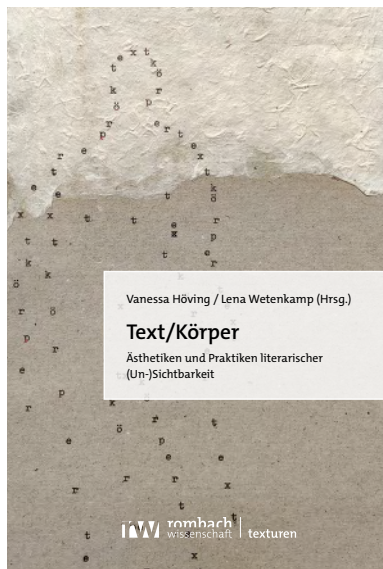 Vanessa Höving / Lena Wetenkamp (Hrsg.)
Text/Körper
Ästhetiken und Praktiken literarischer
(Un-)Sichtbarkeit
rombach
wissenschaft
texturen